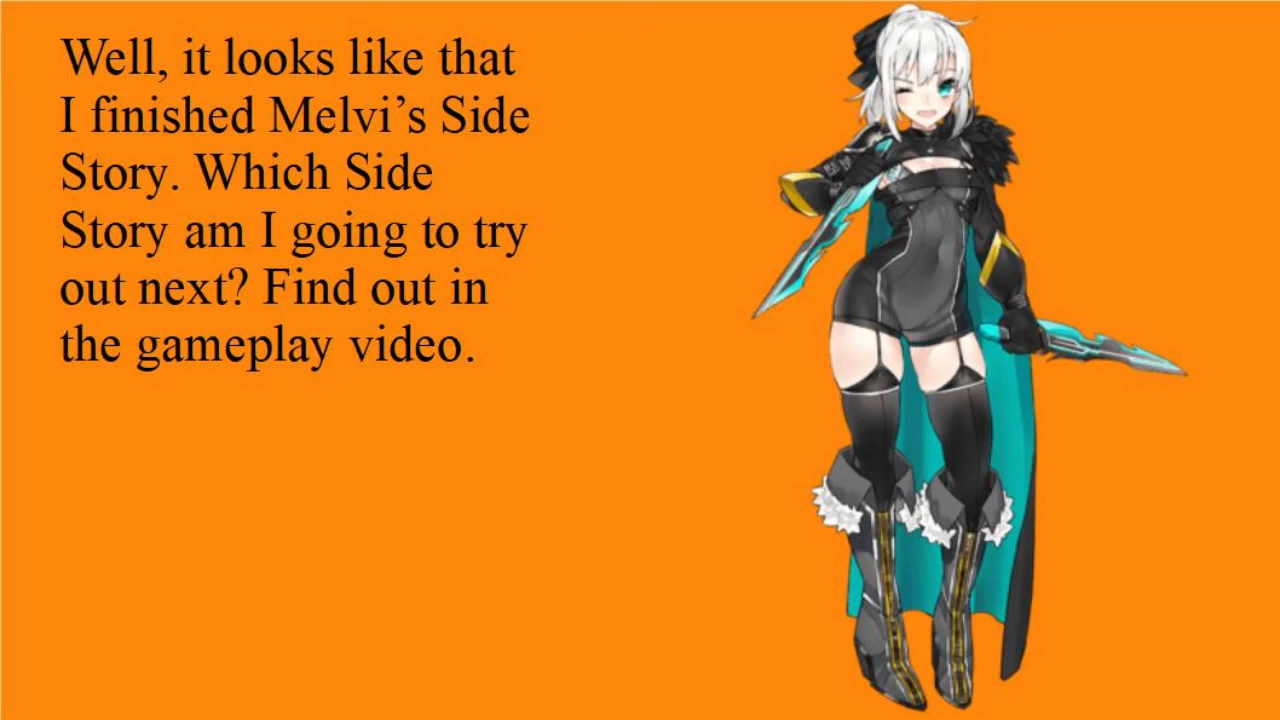 Well, it looks like that
I finished Melvi’s Side
Story. Which Side
Story am I going to try
out next? Find out in
the gameplay video.